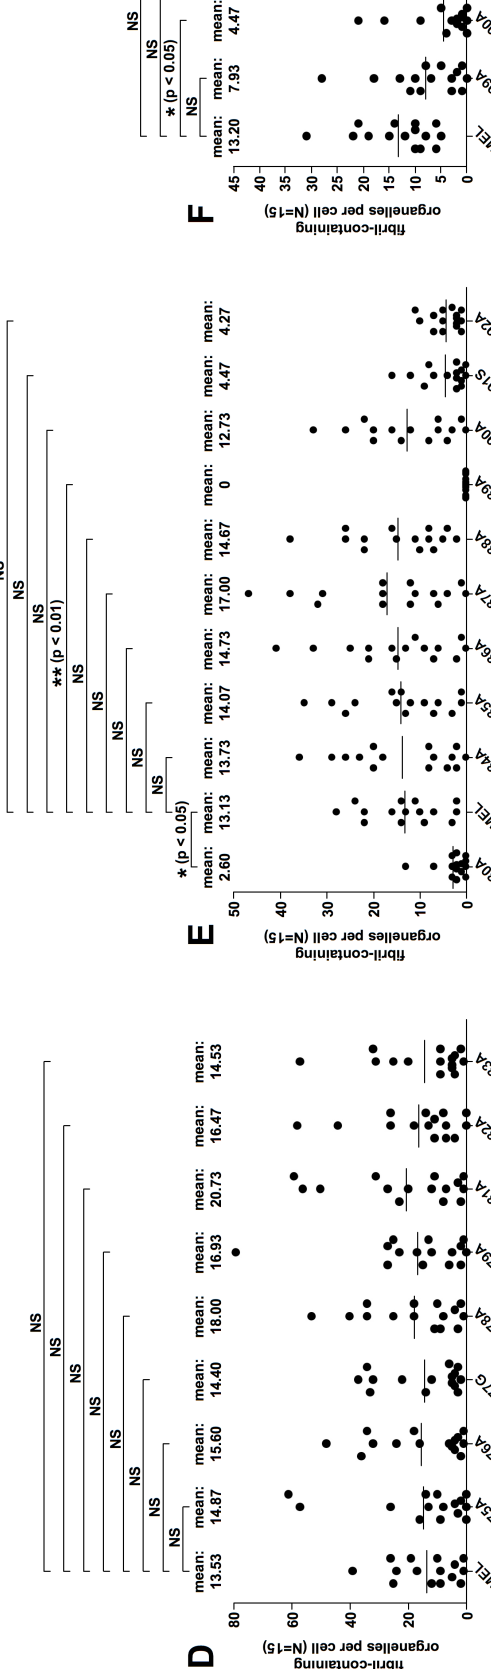 D
NS
NS
NS
NS
NS
NS
NS
NS
mean: mean: mean: mean: mean: mean: mean: mean: mean:
13.53 14.87 15.60 14.40 18.00 16.93 20.73 16.47 14.53
fibril-containing
organelles per cell (N=15)
80
60
40
20
0
E
NS
NS
NS
** (p < 0.01)
NS
NS
NS
NS
NS
* (p < 0.05)
mean: mean: mean: mean: mean: mean: mean: mean: mean: mean: mean:
2.60 13.13 13.73 14.07 14.73 17.00 14.67 0 12.73 4.47 4.27
fibril-containing
organelles per cell (N=15)
50
40
30
20
10
0
F
NS
NS
* (p < 0.05)
NS
mean: mean: mean:
13.20 7.93 4.47
fibril-containing
organelles per cell (N=15)
45
40
35
30
25
20
15
10
5
0